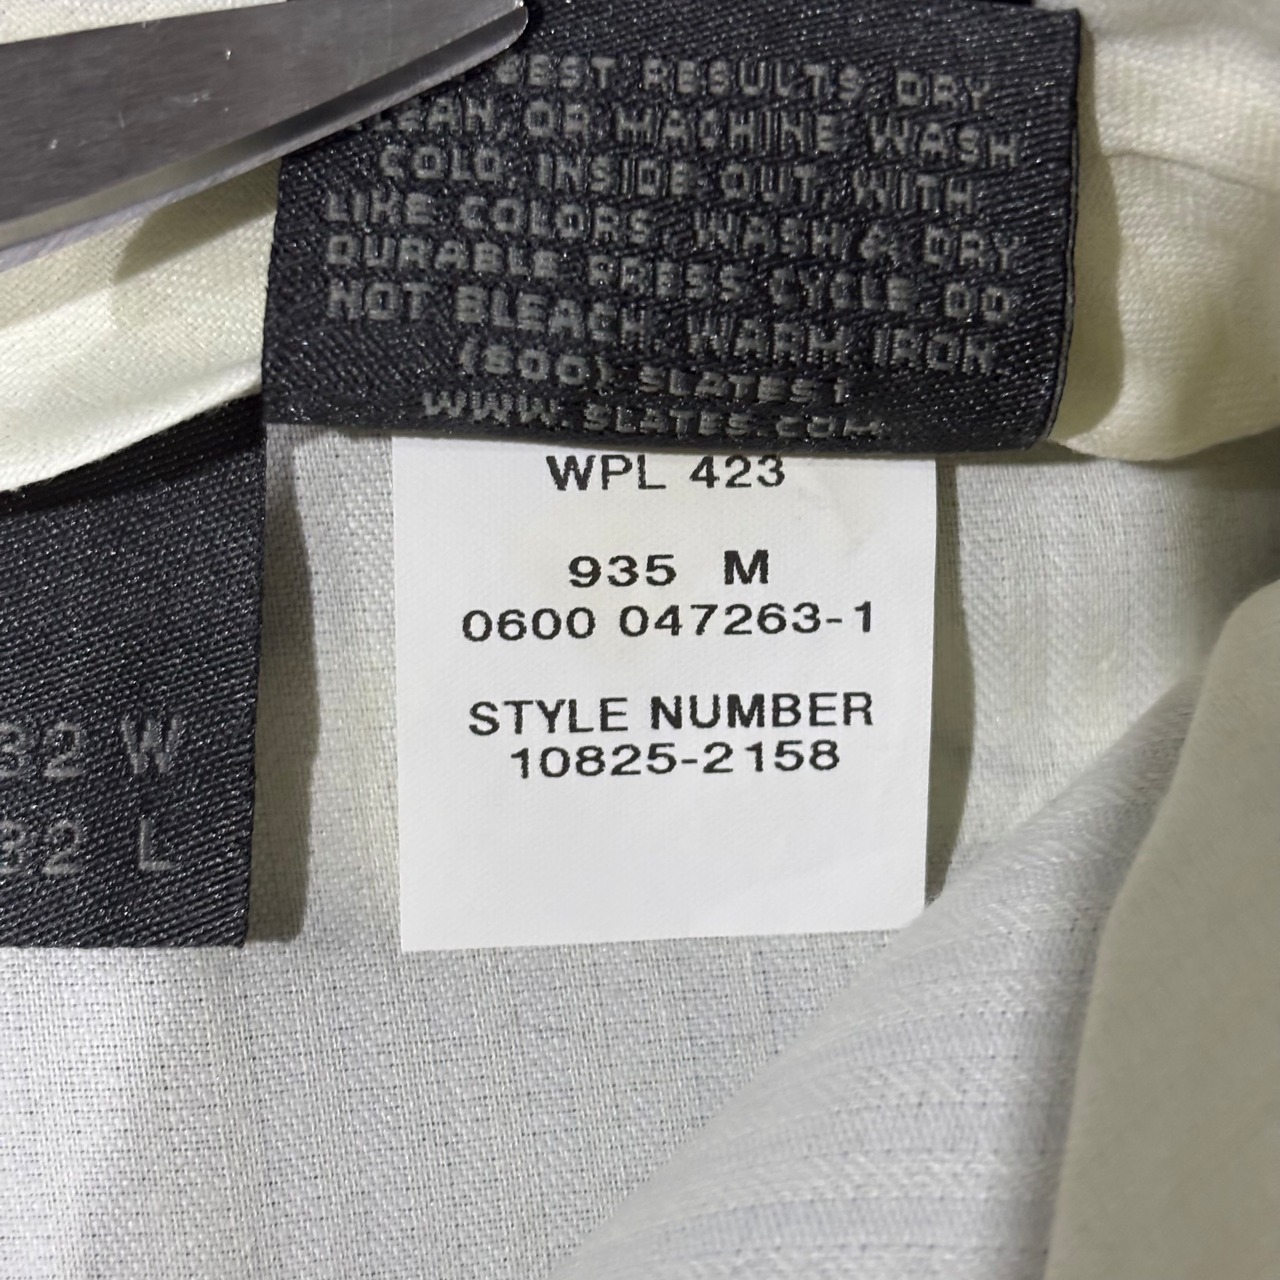 BEST RESULTS DRY
CLEAN, OR MACHINE WASH
COLD, INSIDE OUT, WITH
LIKE COLORS. WASH & DRY
DURABLE PRESS CYCLE. DO
NOT BLEACH. WARM IRON.
(800) SLATES1
WWW.SLATES.COM
WPL 423
935 M
0600 047263-1
STYLE NUMBER
10825-2158
32 W
32 L